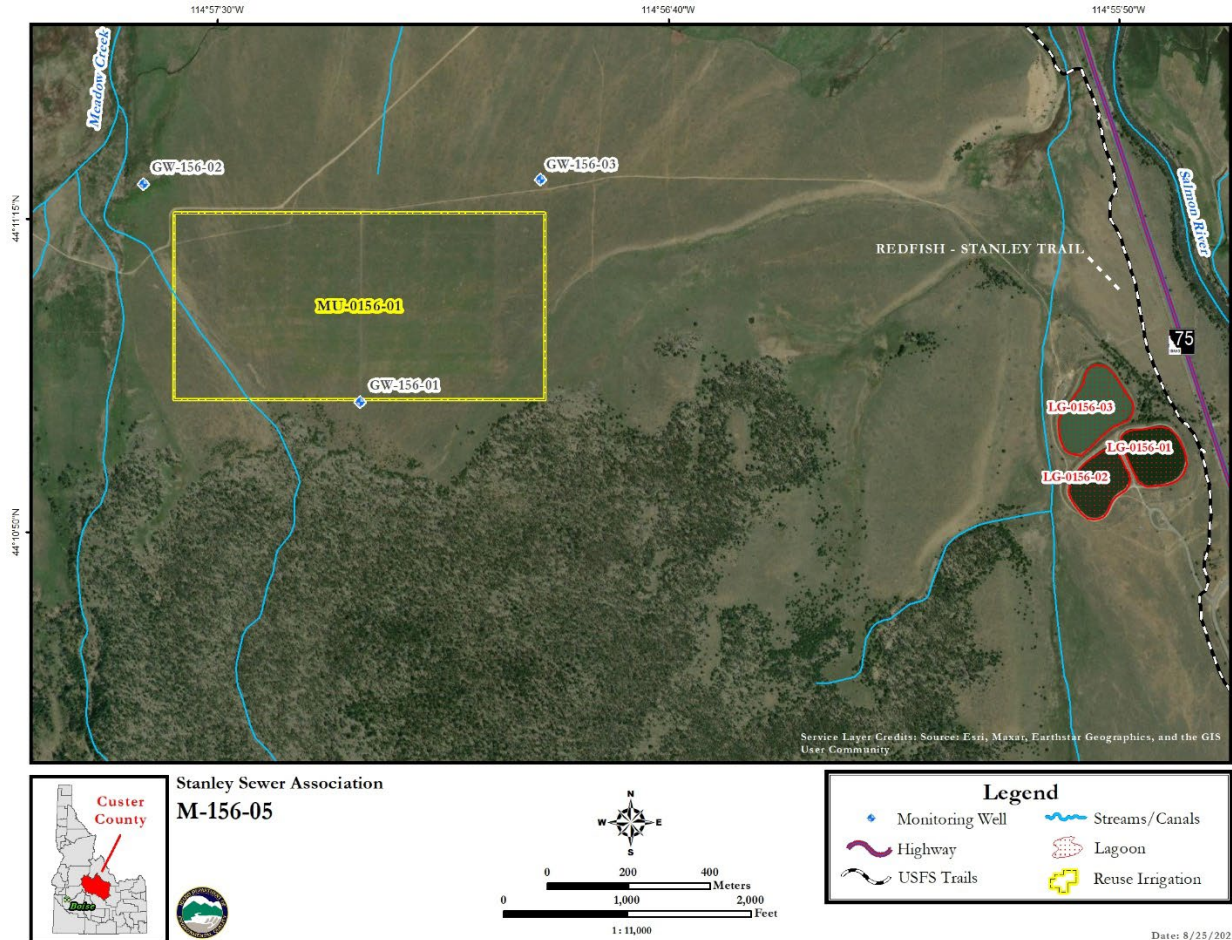 114°57'30"W
114°56'40"W
114°55'50"W
44°11'15"N
44°10'50"N
Meadow Creek
GW-156-02
GW-156-03
Salmon River
REDFISH - STANLEY TRAIL
MU-0156-01
75
GW-156-01
LG-0156-03
LG-0156-01
LG-0156-02
Service Layer Credits: Source: Esri, Maxar, Earthstar Geographics, and the GIS
User Community
Custer
County
Boise
Stanley Sewer Association
M-156-05
N
W
E
S
0 200 400
Meters
0 1,000 2,000
Feet
1 : 11,000
Legend
Monitoring Well
Highway
USFS Trails
Streams/Canals
Lagoon
Reuse Irrigation
Date: 8/25/202